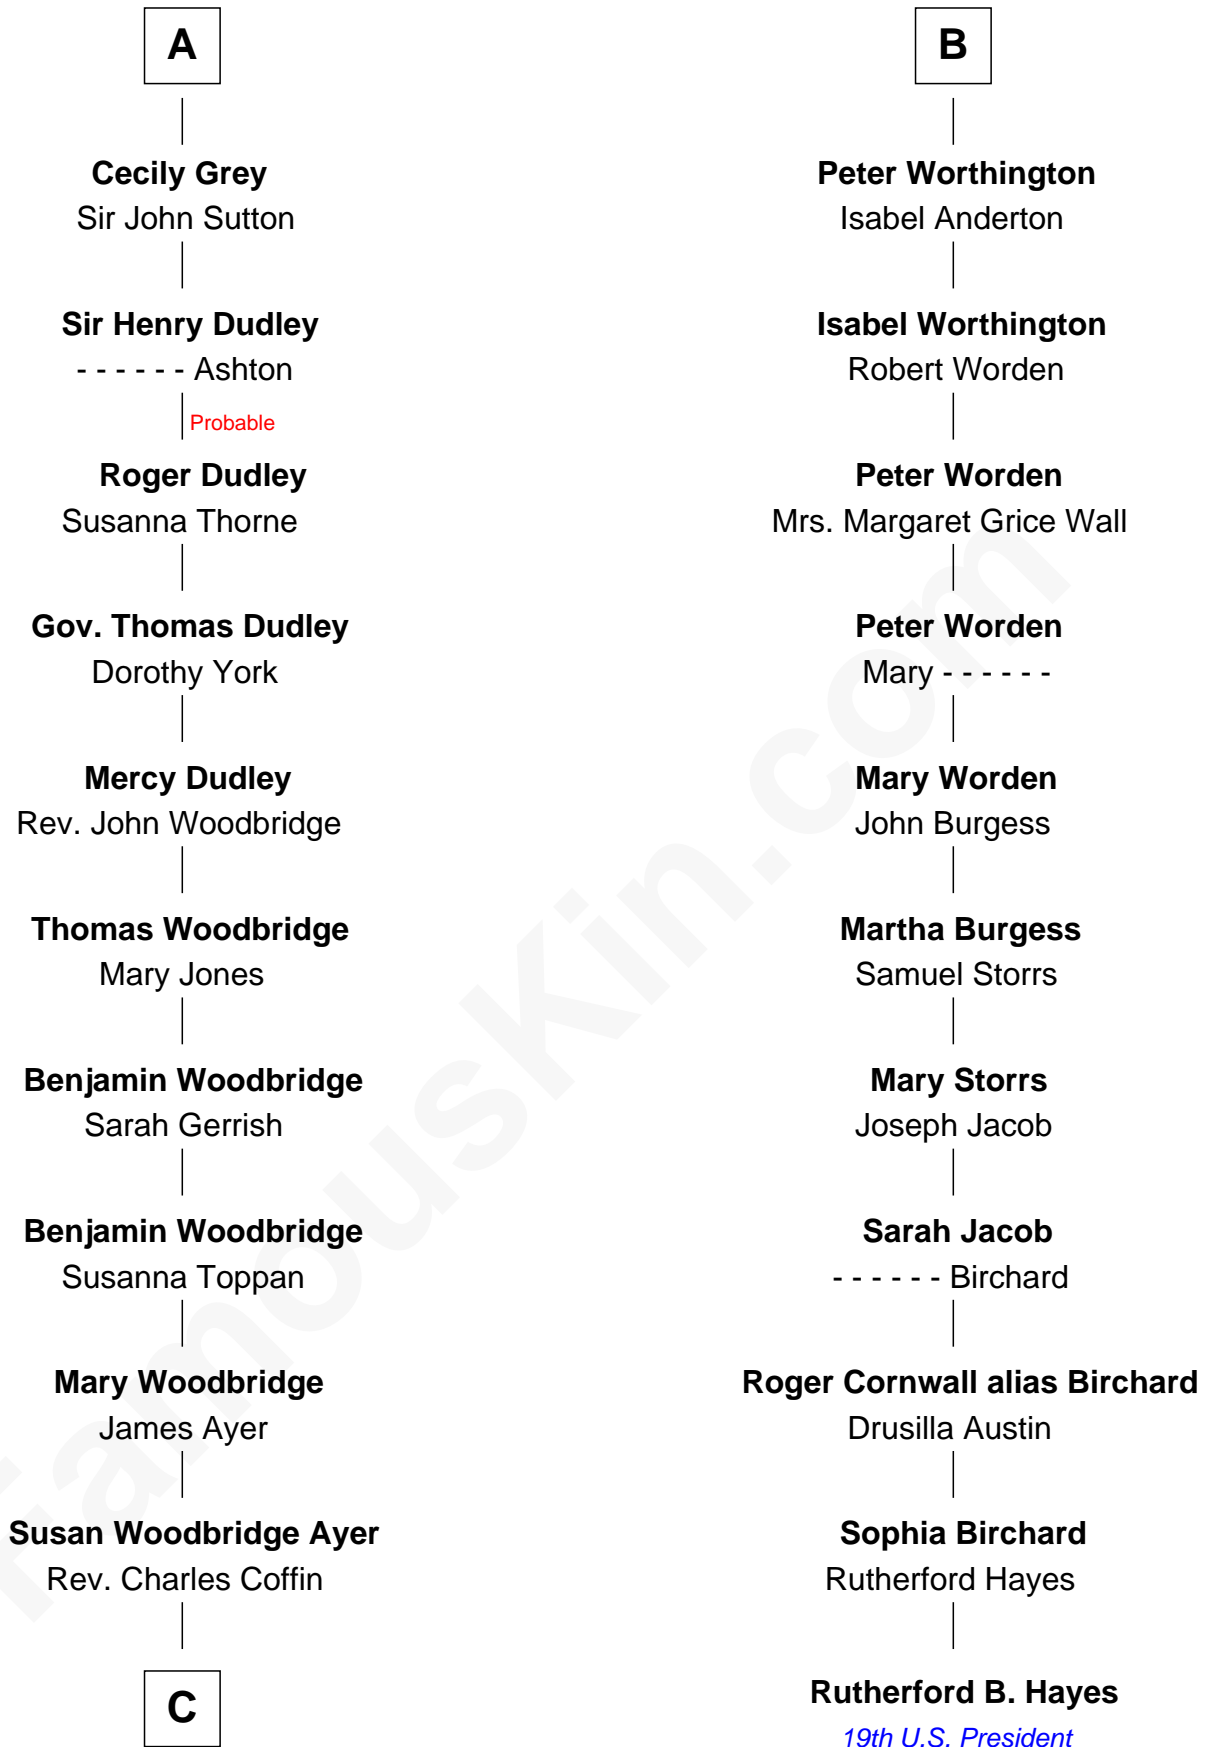 A
Cecily Grey
Sir John Sutton
Sir Henry Dudley
- - - - - - Ashton
Probable
Roger Dudley
Susanna Thorne
Gov. Thomas Dudley
Dorothy York
Mercy Dudley
Rev. John Woodbridge
Thomas Woodbridge
Mary Jones
Benjamin Woodbridge
Sarah Gerrish
Benjamin Woodbridge
Susanna Toppan
Mary Woodbridge
James Ayer
Susan Woodbridge Ayer
Rev. Charles Coffin
C
B
Peter Worthington
Isabel Anderton
Isabel Worthington
Robert Worden
Peter Worden
Mrs. Margaret Grice Wall
Peter Worden
Mary - - - - - -
Mary Worden
John Burgess
Martha Burgess
Samuel Storrs
Mary Storrs
Joseph Jacob
Sarah Jacob
- - - - - - Birchard
Roger Cornwall alias Birchard
Drusilla Austin
Sophia Birchard
Rutherford Hayes
Rutherford B. Hayes
19th U.S. President
FamousKin.com